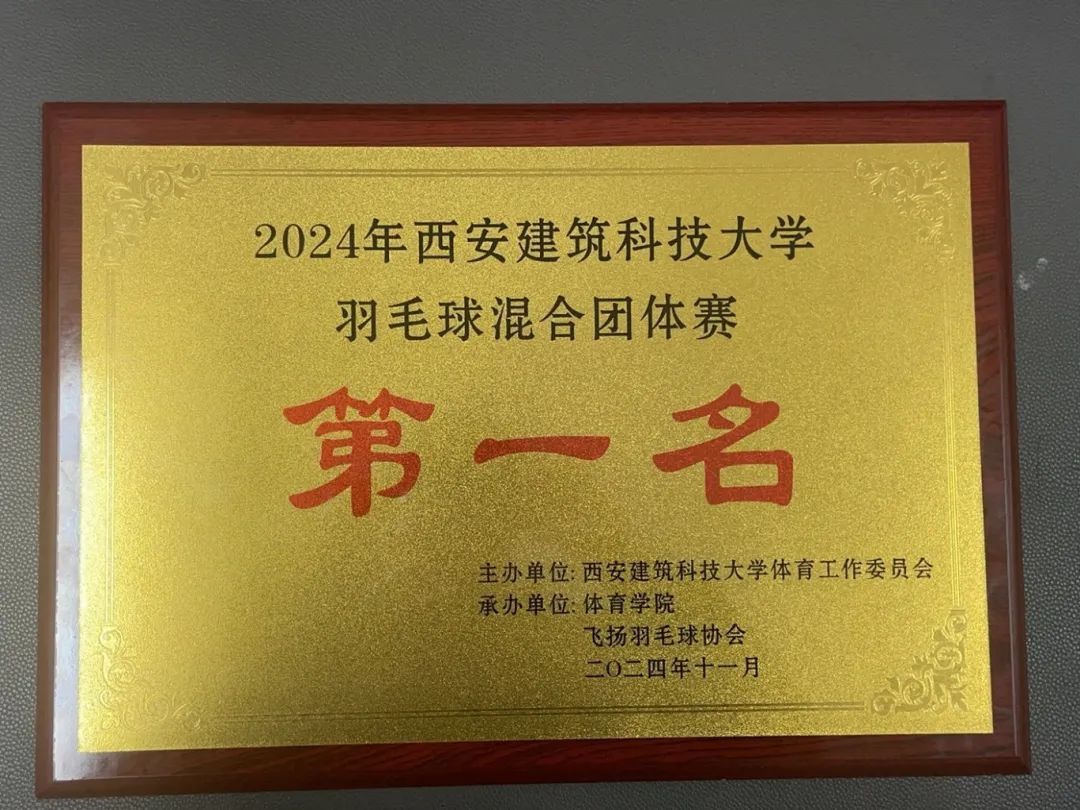 2024年西安建筑科技大学
羽毛球混合团体赛
第一名
主办单位: 西安建筑科技大学体育工作委员会
承办单位: 体育学院
飞扬羽毛球协会
二〇二四年十一月